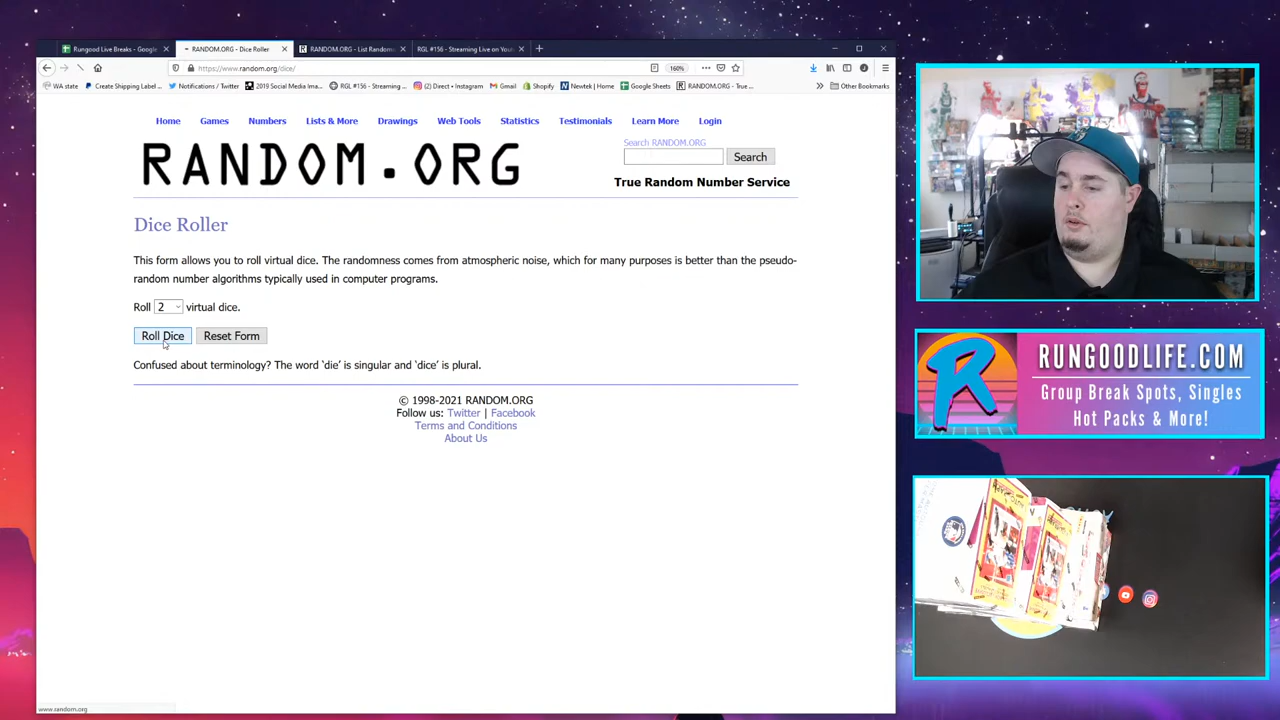 Rungood Live Breaks - Google
RANDOM.ORG - Dice Roller
RANDOM.ORG - List Random
RGL #156 - Streaming Live on You
https://www.random.org/dice/
160%
WA state
Create Shipping Label ...
Notifications / Twitter
2019 Social Media Ima...
RGL #156 - Streaming ...
(2) Direct • Instagram
Gmail
Shopify
Newtek | Home
Google Sheets
RANDOM.ORG - True ...
Other Bookmarks
Home
Games
Numbers
Lists & More
Drawings
Web Tools
Statistics
Testimonials
Learn More
Login
RANDOM.ORG
Search RANDOM.ORG
Search
True Random Number Service
Dice Roller
This form allows you to roll virtual dice. The randomness comes from atmospheric noise, which for many purposes is better than the pseudo-
random number algorithms typically used in computer programs.
Roll 2 virtual dice.
Roll Dice
Reset Form
Confused about terminology? The word ‘die’ is singular and ‘dice’ is plural.
© 1998-2021 RANDOM.ORG
Follow us: Twitter | Facebook
Terms and Conditions
About Us
www.random.org
R
RUNGOODLIFE.COM
Group Break Spots, Singles
Hot Packs & More!